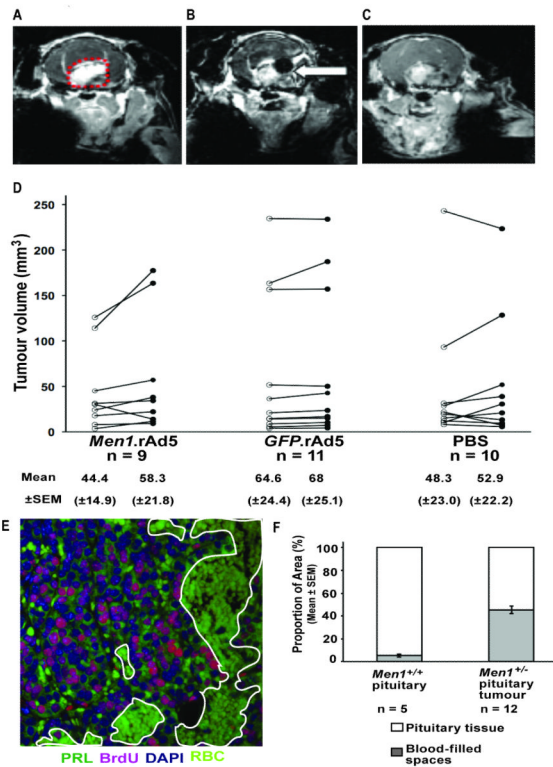 A B C
D
Tumour volume (mm3)
250
200
150
100
50
0
Men1.rAd5 GFP.rAd5 PBS
n = 9 n = 11 n = 10
Mean 44.4 58.3 64.6 68 48.3 52.9
±SEM (±14.9) (±21.8) (±24.4) (±25.1) (±23.0) (±22.2)
E
PRL BrdU DAPI RBC
F
Proportion of Area (%)
(Mean ± SEM)
100
80
60
40
20
0
Men1+/+ Men1+/-
pituitary pituitary
tumour
n = 5 n = 12
Pituitary tissue
Blood-filled
spaces